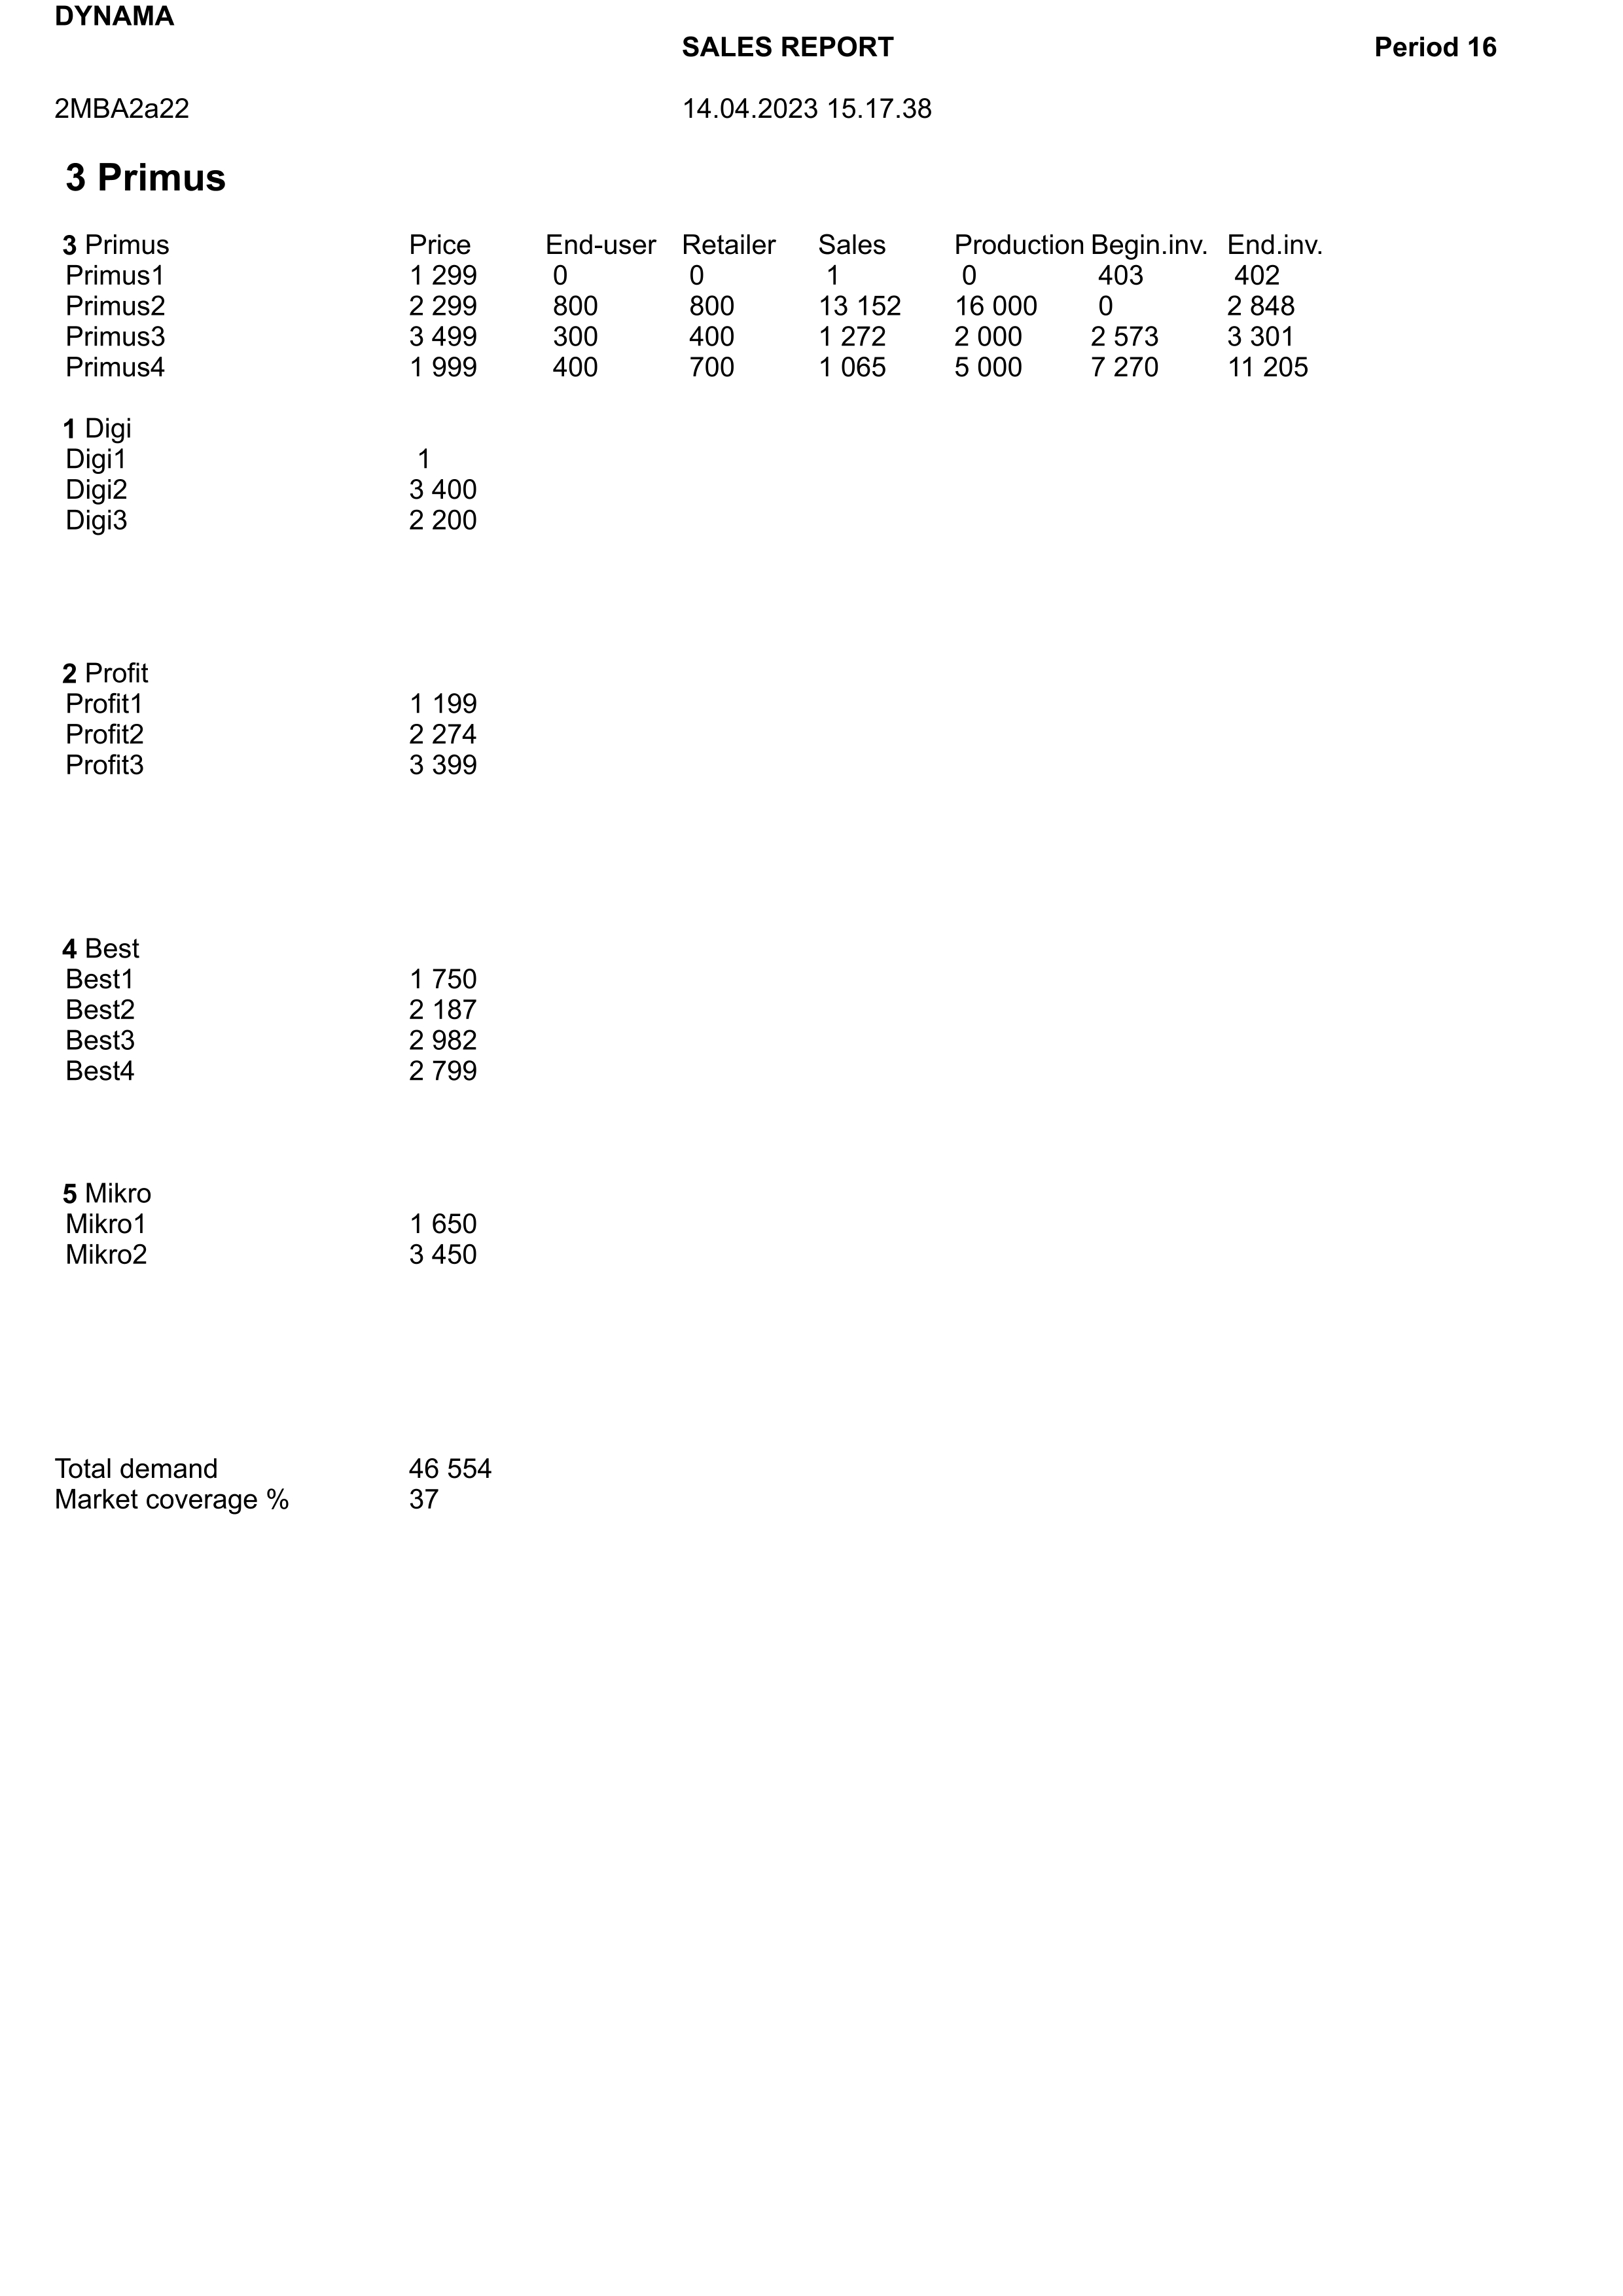 DYNAMA
SALES REPORT Period 16
2MBA2a22 14.04.2023 15.17.38
3 Primus
3 Primus Price End-user Retailer Sales Production Begin.inv. End.inv.
Primus1 1 299 0 0 1 0 403 402
Primus2 2 299 800 800 13 152 16 000 0 2 848
Primus3 3 499 300 400 1 272 2 000 2 573 3 301
Primus4 1 999 400 700 1 065 5 000 7 270 11 205
1 Digi
Digi1 1
Digi2 3 400
Digi3 2 200
2 Profit
Profit1 1 199
Profit2 2 274
Profit3 3 399
4 Best
Best1 1 750
Best2 2 187
Best3 2 982
Best4 2 799
5 Mikro
Mikro1 1 650
Mikro2 3 450
Total demand 46 554
Market coverage % 37